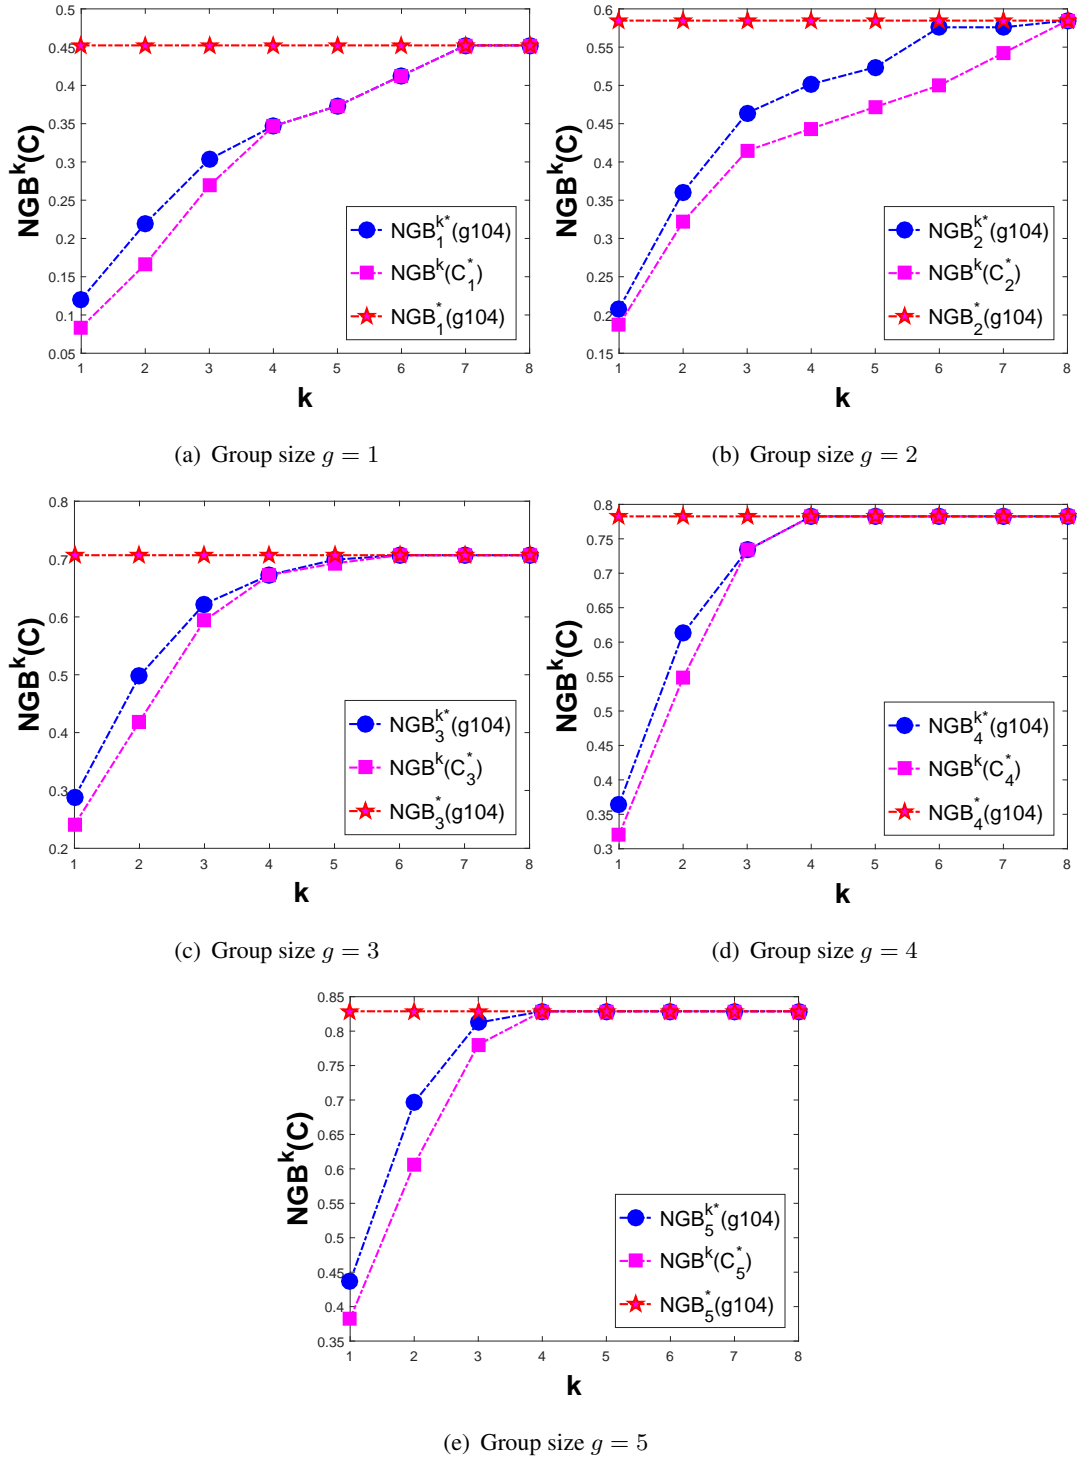 0.5
0.45
0.4
0.35
0.3
0.25
0.2
0.15
0.1
0.05
1 2 3 4 5 6 7 8
NGB^k(C)
k
NGB_1^{k*}(g104)
NGB^k(C_1^*)
NGB_1^*(g104)
(a) Group size g = 1
0.6
0.55
0.5
0.45
0.4
0.35
0.3
0.25
0.2
0.15
1 2 3 4 5 6 7 8
NGB^k(C)
k
NGB_2^{k*}(g104)
NGB^k(C_2^*)
NGB_2^*(g104)
(b) Group size g = 2
0.8
0.7
0.6
0.5
0.4
0.3
0.2
1 2 3 4 5 6 7 8
NGB^k(C)
k
NGB_3^{k*}(g104)
NGB^k(C_3^*)
NGB_3^*(g104)
(c) Group size g = 3
0.8
0.75
0.7
0.65
0.6
0.55
0.5
0.45
0.4
0.35
0.3
1 2 3 4 5 6 7 8
NGB^k(C)
k
NGB_4^{k*}(g104)
NGB^k(C_4^*)
NGB_4^*(g104)
(d) Group size g = 4
0.85
0.8
0.75
0.7
0.65
0.6
0.55
0.5
0.45
0.4
0.35
1 2 3 4 5 6 7 8
NGB^k(C)
k
NGB_5^{k*}(g104)
NGB^k(C_5^*)
NGB_5^*(g104)
(e) Group size g = 5